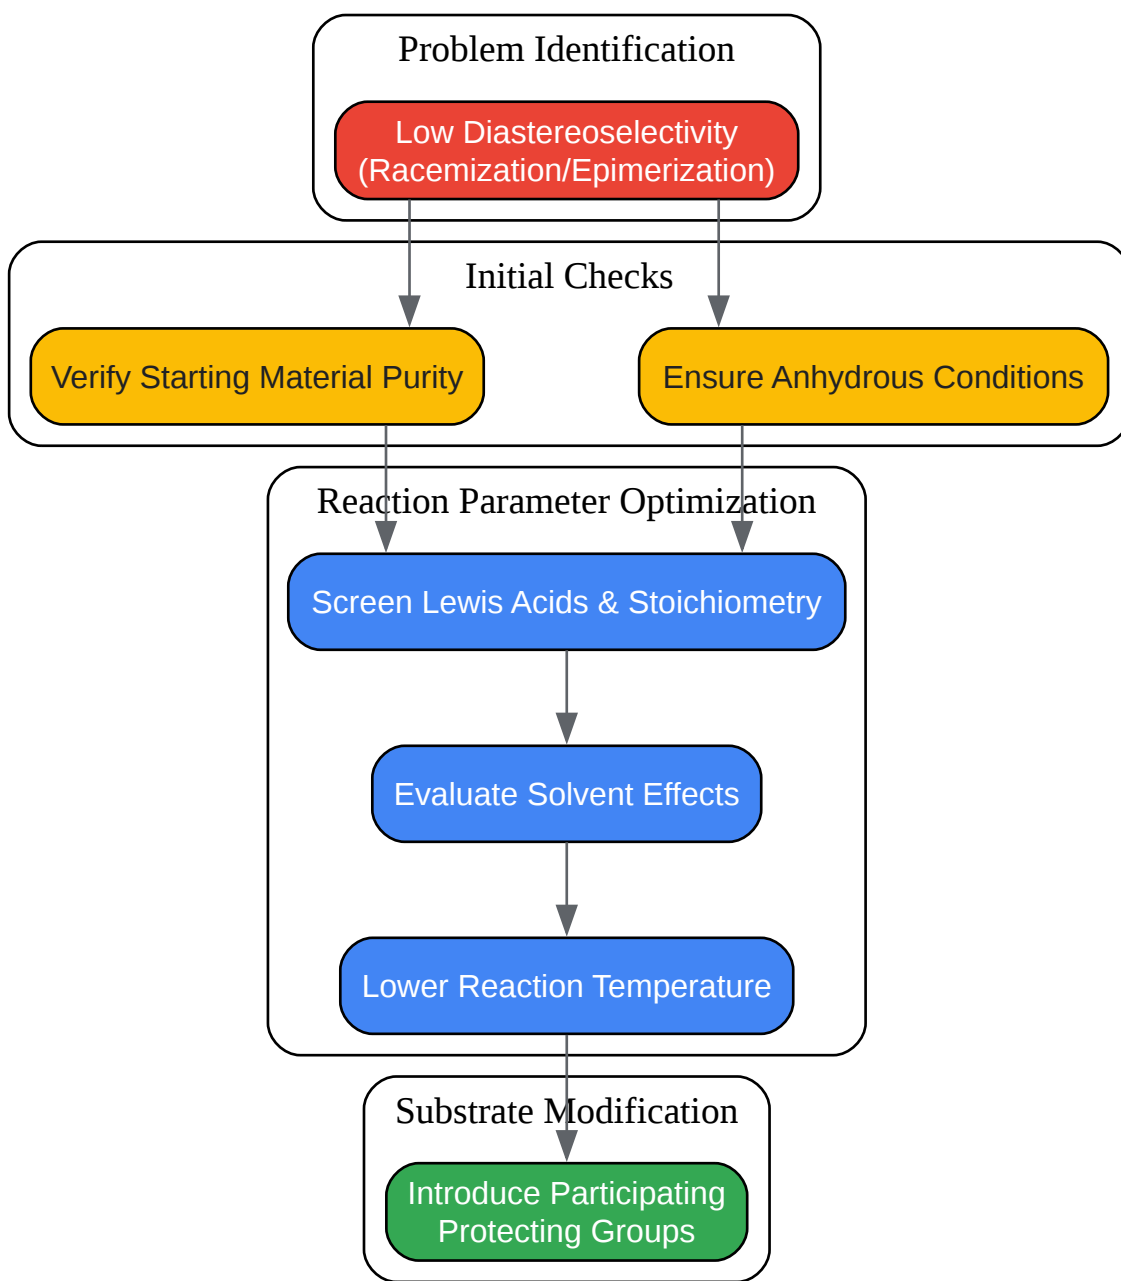 Problem Identification
Low Diastereoselectivity
(Racemization/Epimerization)
Initial Checks
Verify Starting Material Purity
Ensure Anhydrous Conditions
Reaction Parameter Optimization
Screen Lewis Acids & Stoichiometry
Evaluate Solvent Effects
Lower Reaction Temperature
Substrate Modification
Introduce Participating
Protecting Groups